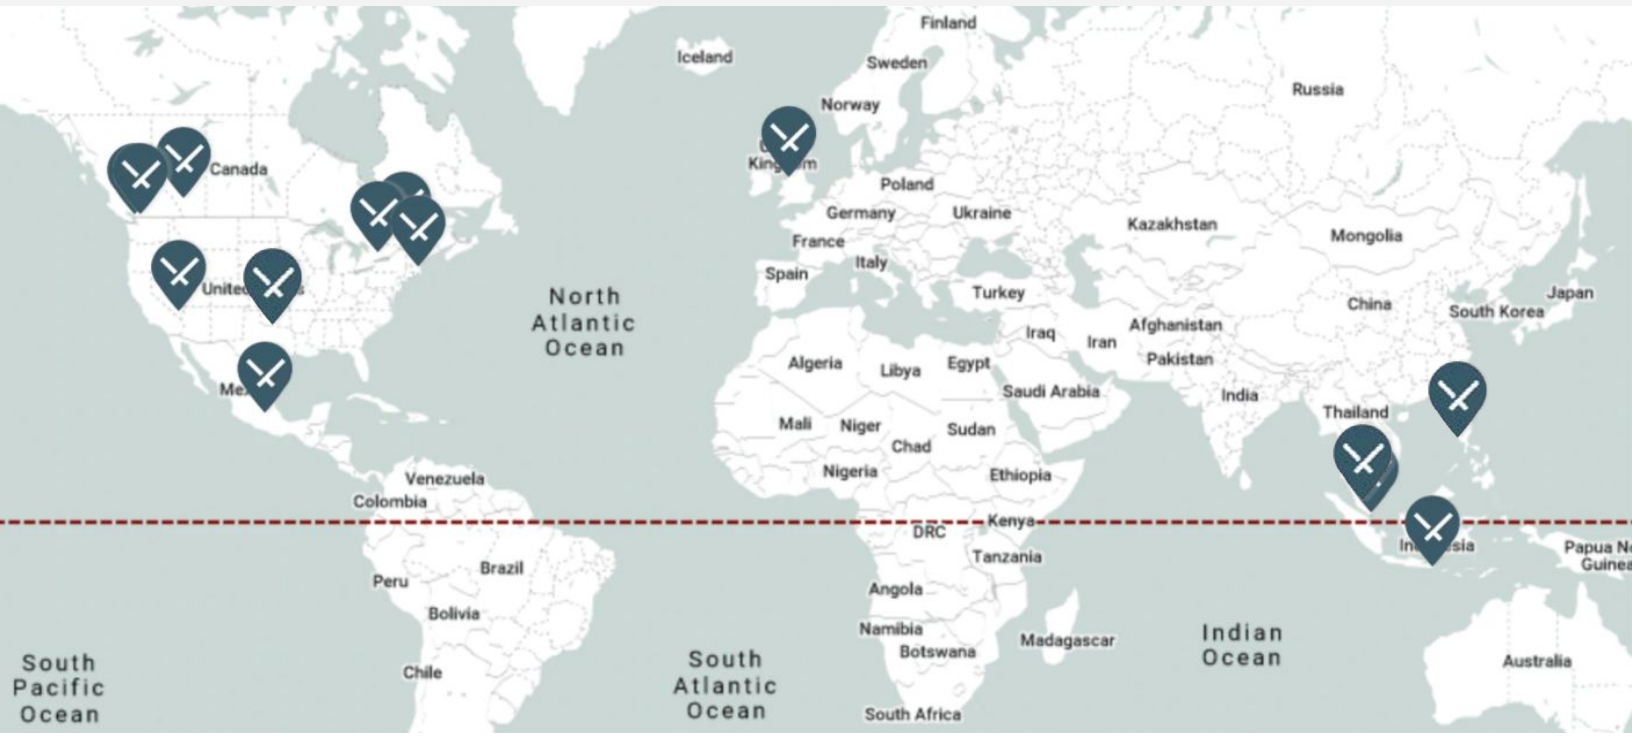 Finland
Iceland
Sweden
Russia
Norway
Canada
Poland
Germany
Ukraine
Kazakhstan
Mongolia
France
Italy
Spain
North
Atlantic
Ocean
Turkey
China
Japan
South Korea
Iraq
Iran
Afghanistan
Pakistan
Algeria
Libya
Egypt
Saudi Arabia
India
Thailand
Mali
Niger
Chad
Sudan
Nigeria
Ethiopia
Venezuela
Colombia
Kenya
DRC
Tanzania
Papua
Brazil
Peru
Angola
Bolivia
Namibia
Botswana
Madagascar
Indian
Ocean
Australia
South
Pacific
Ocean
Chile
South
Atlantic
Ocean
South Africa